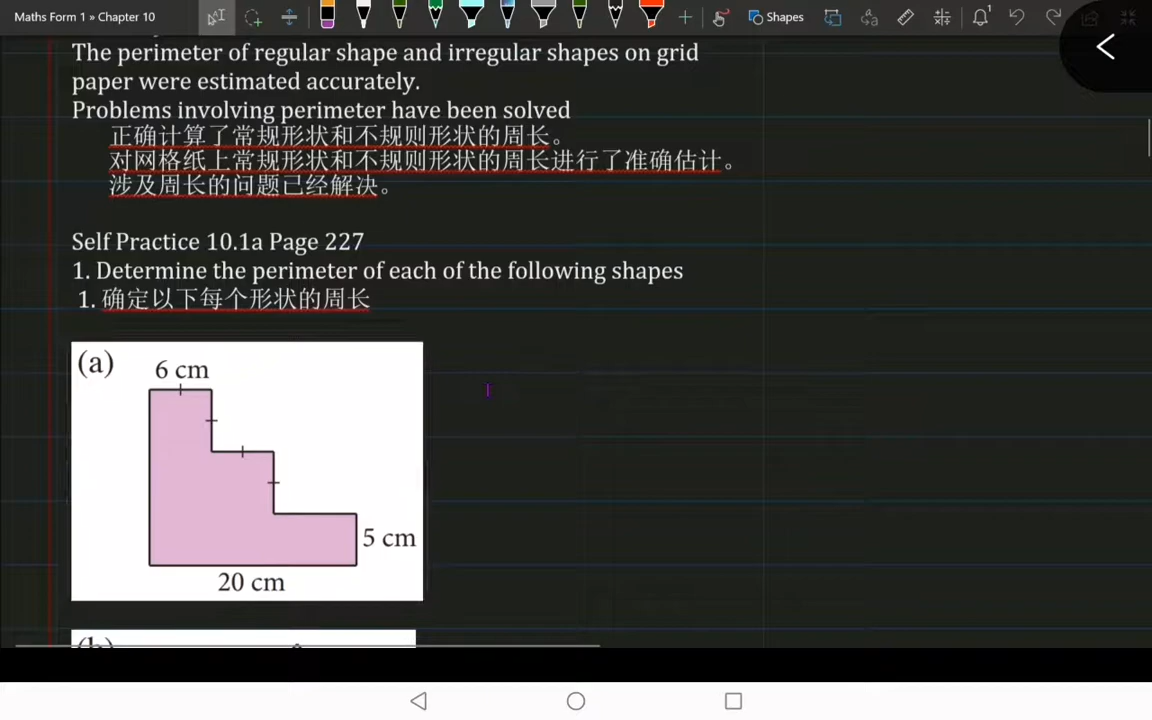 Maths Form 1 » Chapter 10
Shapes
1
The perimeter of regular shape and irregular shapes on grid
paper were estimated accurately.
Problems involving perimeter have been solved
正确计算了常规形状和不规则形状的周长。
对网格纸上常规形状和不规则形状的周长进行了准确估计。
涉及周长的问题已经解决。
Self Practice 10.1a Page 227
1. Determine the perimeter of each of the following shapes
1. 确定以下每个形状的周长
(a)
6 cm
5 cm
20 cm